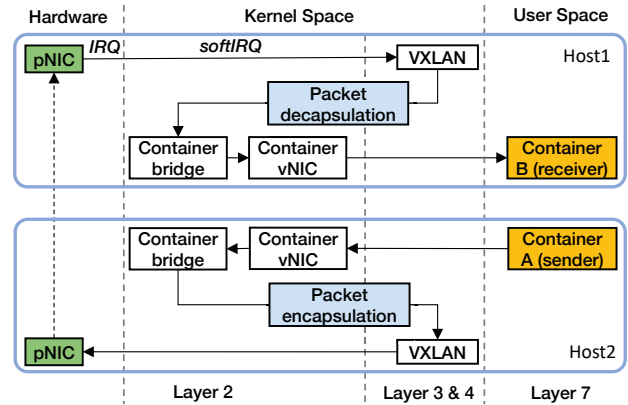 Hardware
Kernel Space
User Space
IRQ
softIRQ
pNIC
VXLAN
Host1
Packet
decapsulation
Container
bridge
Container
vNIC
Container
B (receiver)
Container
bridge
Container
vNIC
Container
A (sender)
Packet
encapsulation
pNIC
VXLAN
Host2
Layer 2
Layer 3 & 4
Layer 7